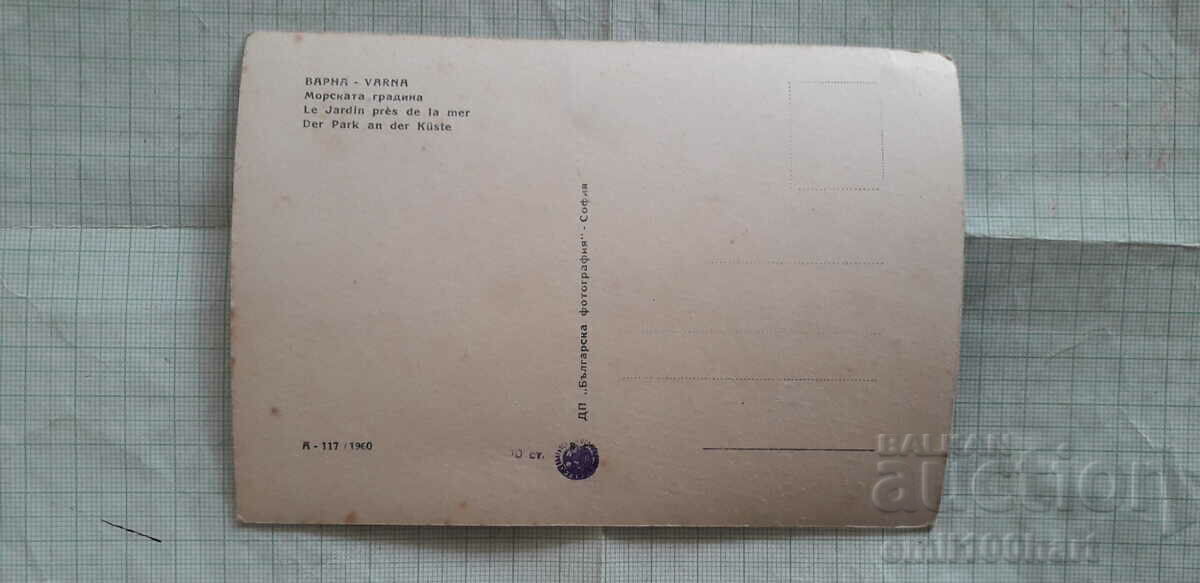 ВАРНА - VARNA
Морската градина
Le Jardin près de la mer
Der Park an der Küste
ДП „Българска фотография" - София
А - 117 / 1960
ст.
BALKAN
auction
emil100hart